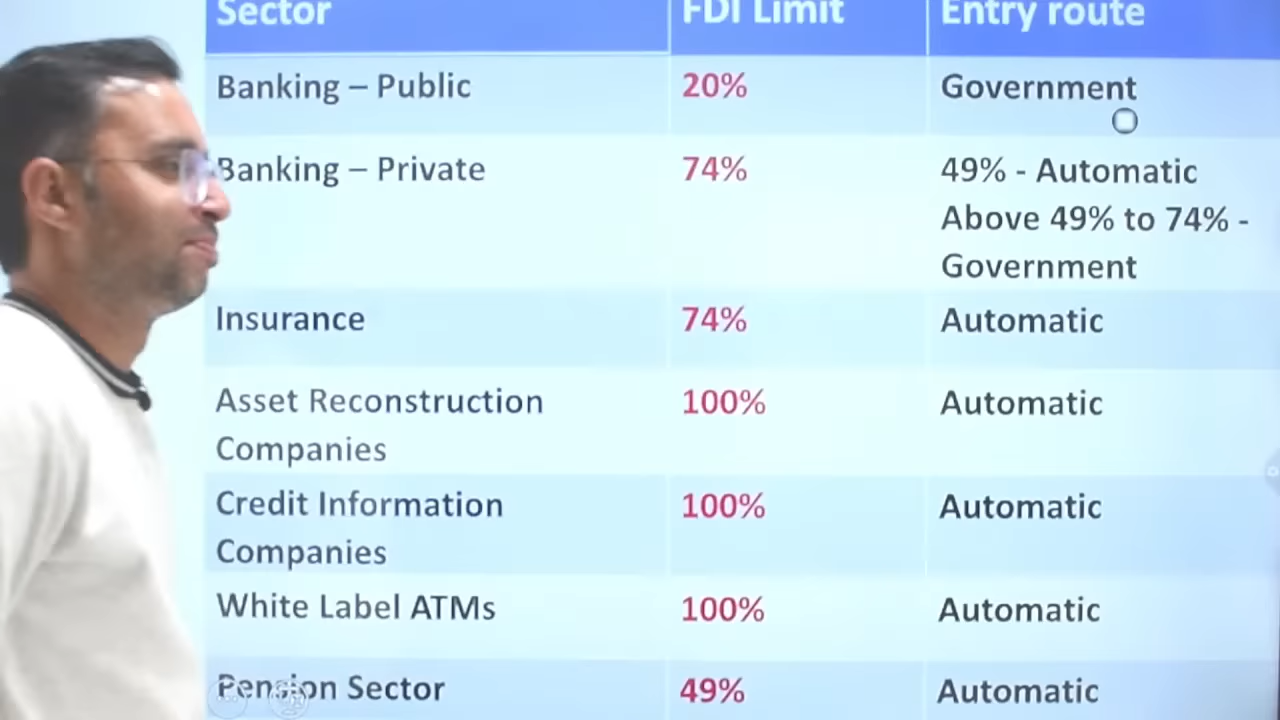 Sector FDI Limit Entry route
Banking – Public 20% Government
Banking – Private 74% 49% - Automatic
Above 49% to 74% -
Government
Insurance 74% Automatic
Asset Reconstruction 100% Automatic
Companies
Credit Information 100% Automatic
Companies
White Label ATMs 100% Automatic
Pension Sector 49% Automatic